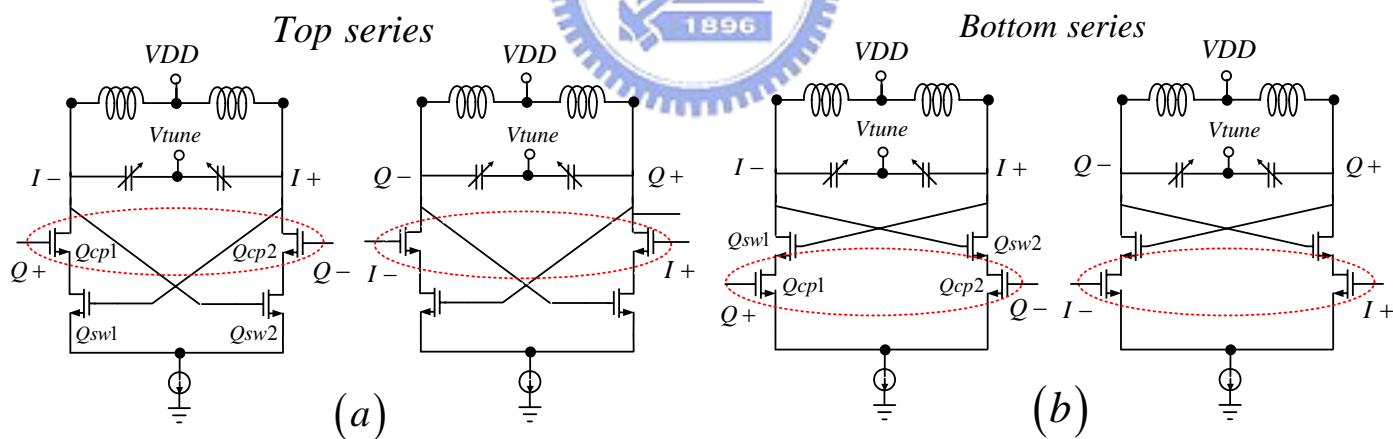 Top series
1896
Bottom series
VDD
VDD
VDD
VDD
Vtune
Vtune
Vtune
Vtune
I− I+
Q− Q+
I− I+
Q− Q+
Qcp1 Qcp2
Q+ Q−
I− I+
Qsw1 Qsw2
Qsw1 Qsw2
Qcp1 Qcp2
Q+ Q−
I− I+
(a)
(b)